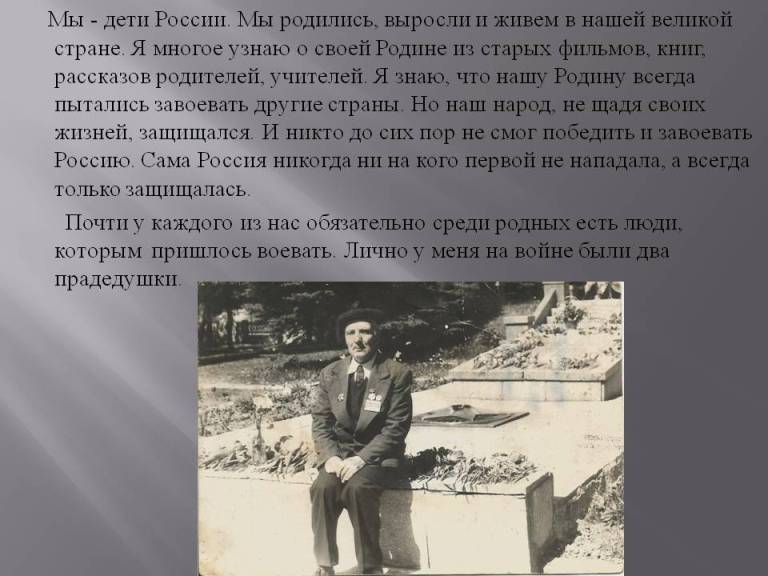 Мы - дети России. Мы родились, выросли и живем в нашей великой
стране. Я многое узнаю о своей Родине из старых фильмов, книг,
рассказов родителей, учителей. Я знаю, что нашу Родину всегда
пытались завоевать другие страны. Но наш народ, не щадя своих
жизней, защищался. И никто до сих пор не смог победить и завоевать
Россию. Сама Россия никогда ни на кого первой не нападала, а всегда
только защищалась.
Почти у каждого из нас обязательно среди родных есть люди,
которым пришлось воевать. Лично у меня на войне были два
прадедушки.